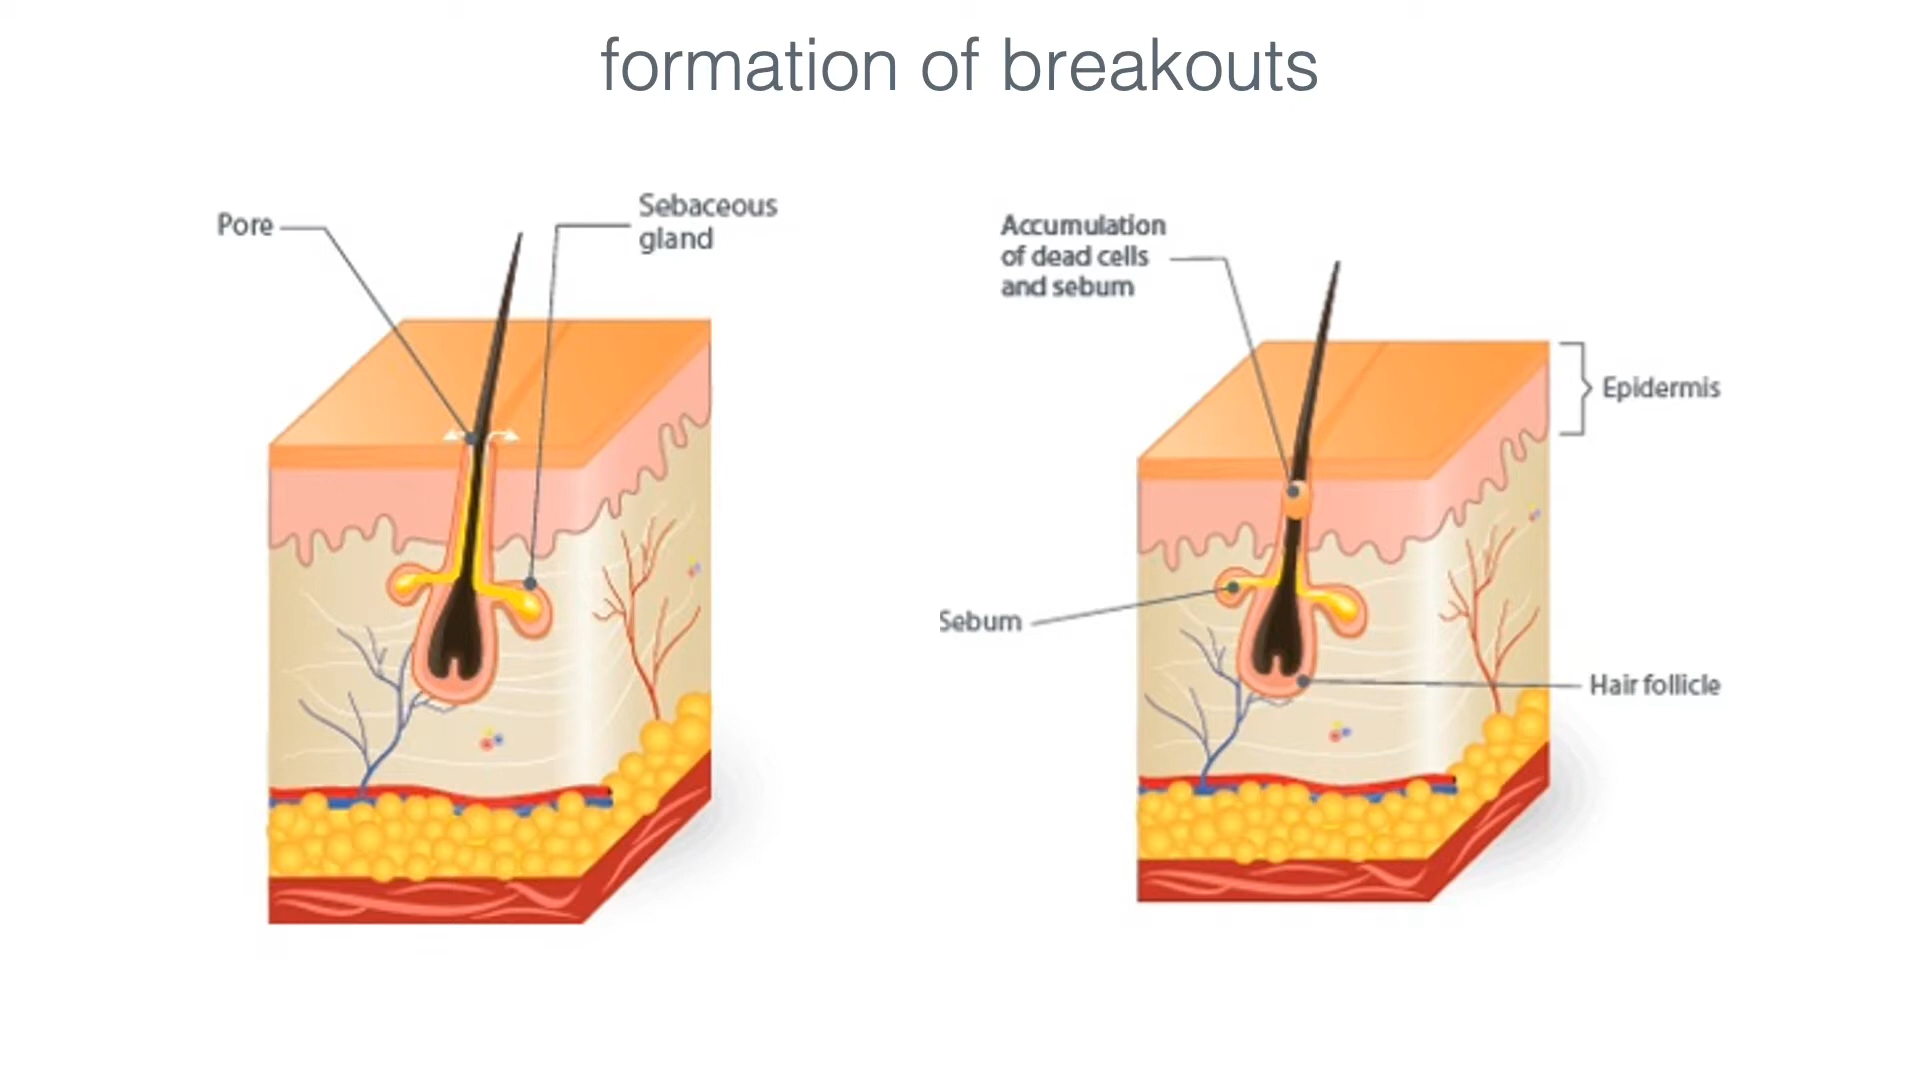 formation of breakouts
Pore
Sebaceous
gland
Accumulation
of dead cells
and sebum
Epidermis
Sebum
Hair follicle